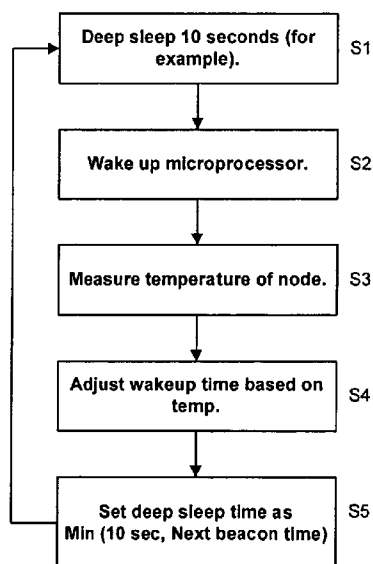 Deep sleep 10 seconds (for
example).
S1
Wake up microprocessor.
S2
Measure temperature of node.
S3
Adjust wakeup time based on
temp.
S4
Set deep sleep time as
Min (10 sec, Next beacon time)
S5